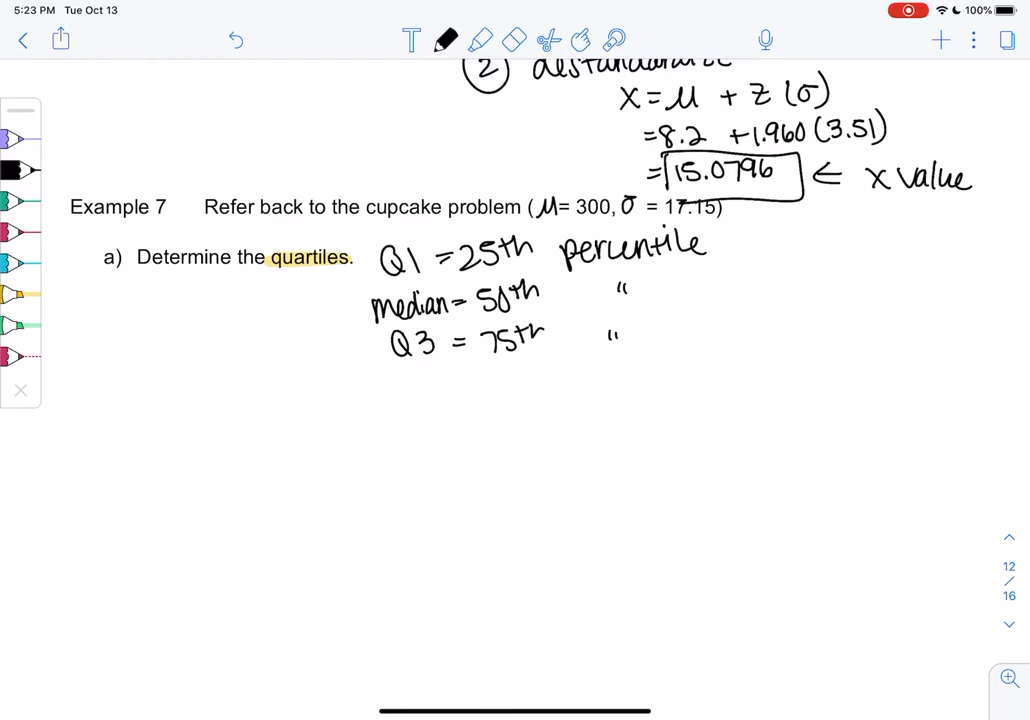 5:23 PM Tue Oct 13
100%
T
② destandardize
x = μ + z (σ)
= 8.2 + 1.960 (3.51)
= 15.0796 ⇐ x value
Example 7 Refer back to the cupcake problem (μ = 300, σ = 17.15)
a) Determine the quartiles. Q1 = 25th percentile
median = 50th "
Q3 = 75th "
12
/
16